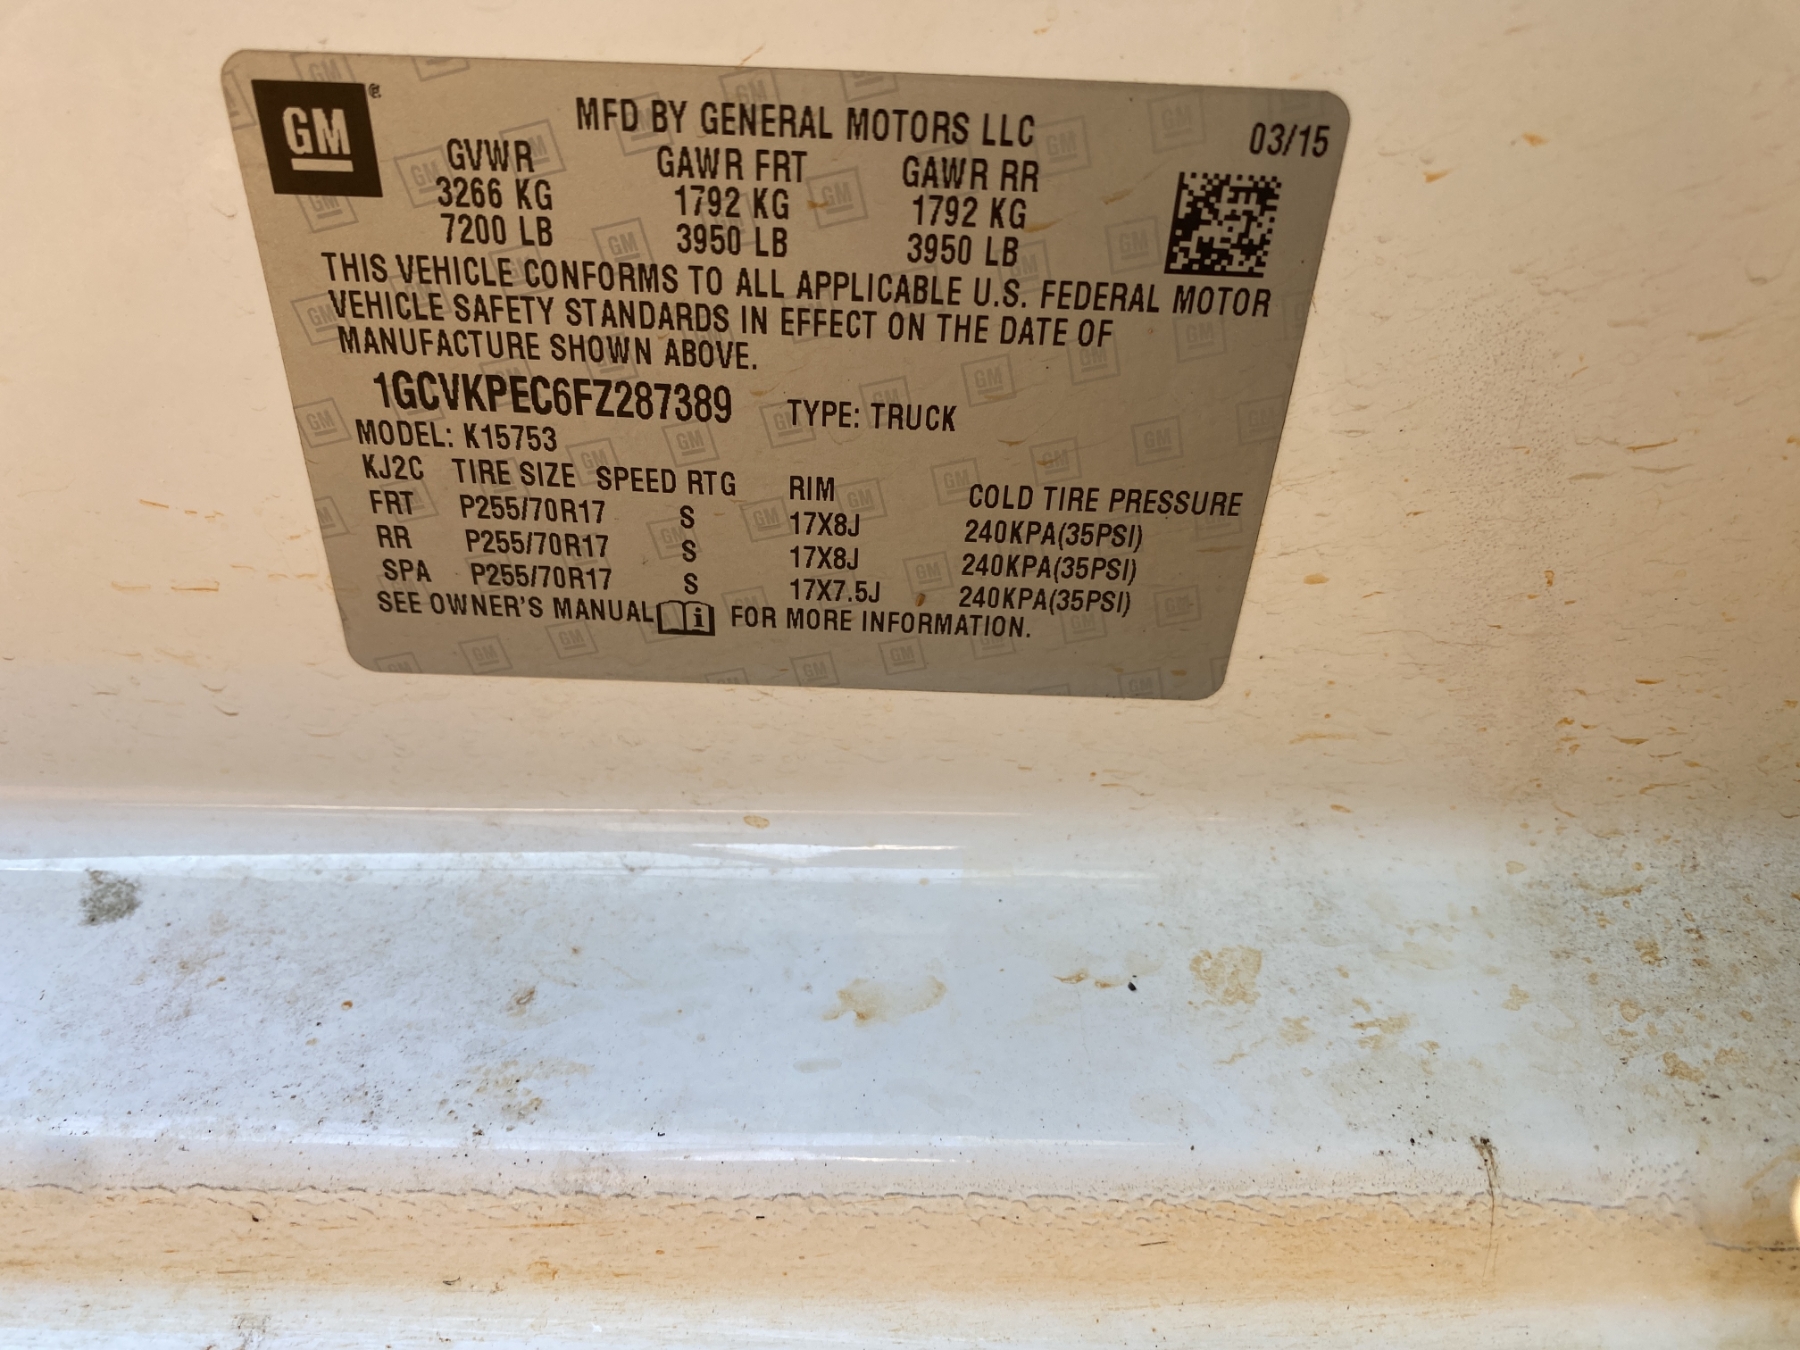 GM
MFD BY GENERAL MOTORS LLC 03/15
GVWR GAWR FRT GAWR RR
3266 KG 1792 KG 1792 KG
7200 LB 3950 LB 3950 LB
THIS VEHICLE CONFORMS TO ALL APPLICABLE U.S. FEDERAL MOTOR
VEHICLE SAFETY STANDARDS IN EFFECT ON THE DATE OF
MANUFACTURE SHOWN ABOVE.
1GCVKPEC6FZ287389 TYPE: TRUCK
MODEL: K15753
KJ2C TIRE SIZE SPEED RTG RIM COLD TIRE PRESSURE
FRT P255/70R17 S 17X8J 240KPA(35PSI)
RR P255/70R17 S 17X8J 240KPA(35PSI)
SPA P255/70R17 S 17X7.5J 240KPA(35PSI)
SEE OWNER'S MANUAL i FOR MORE INFORMATION.